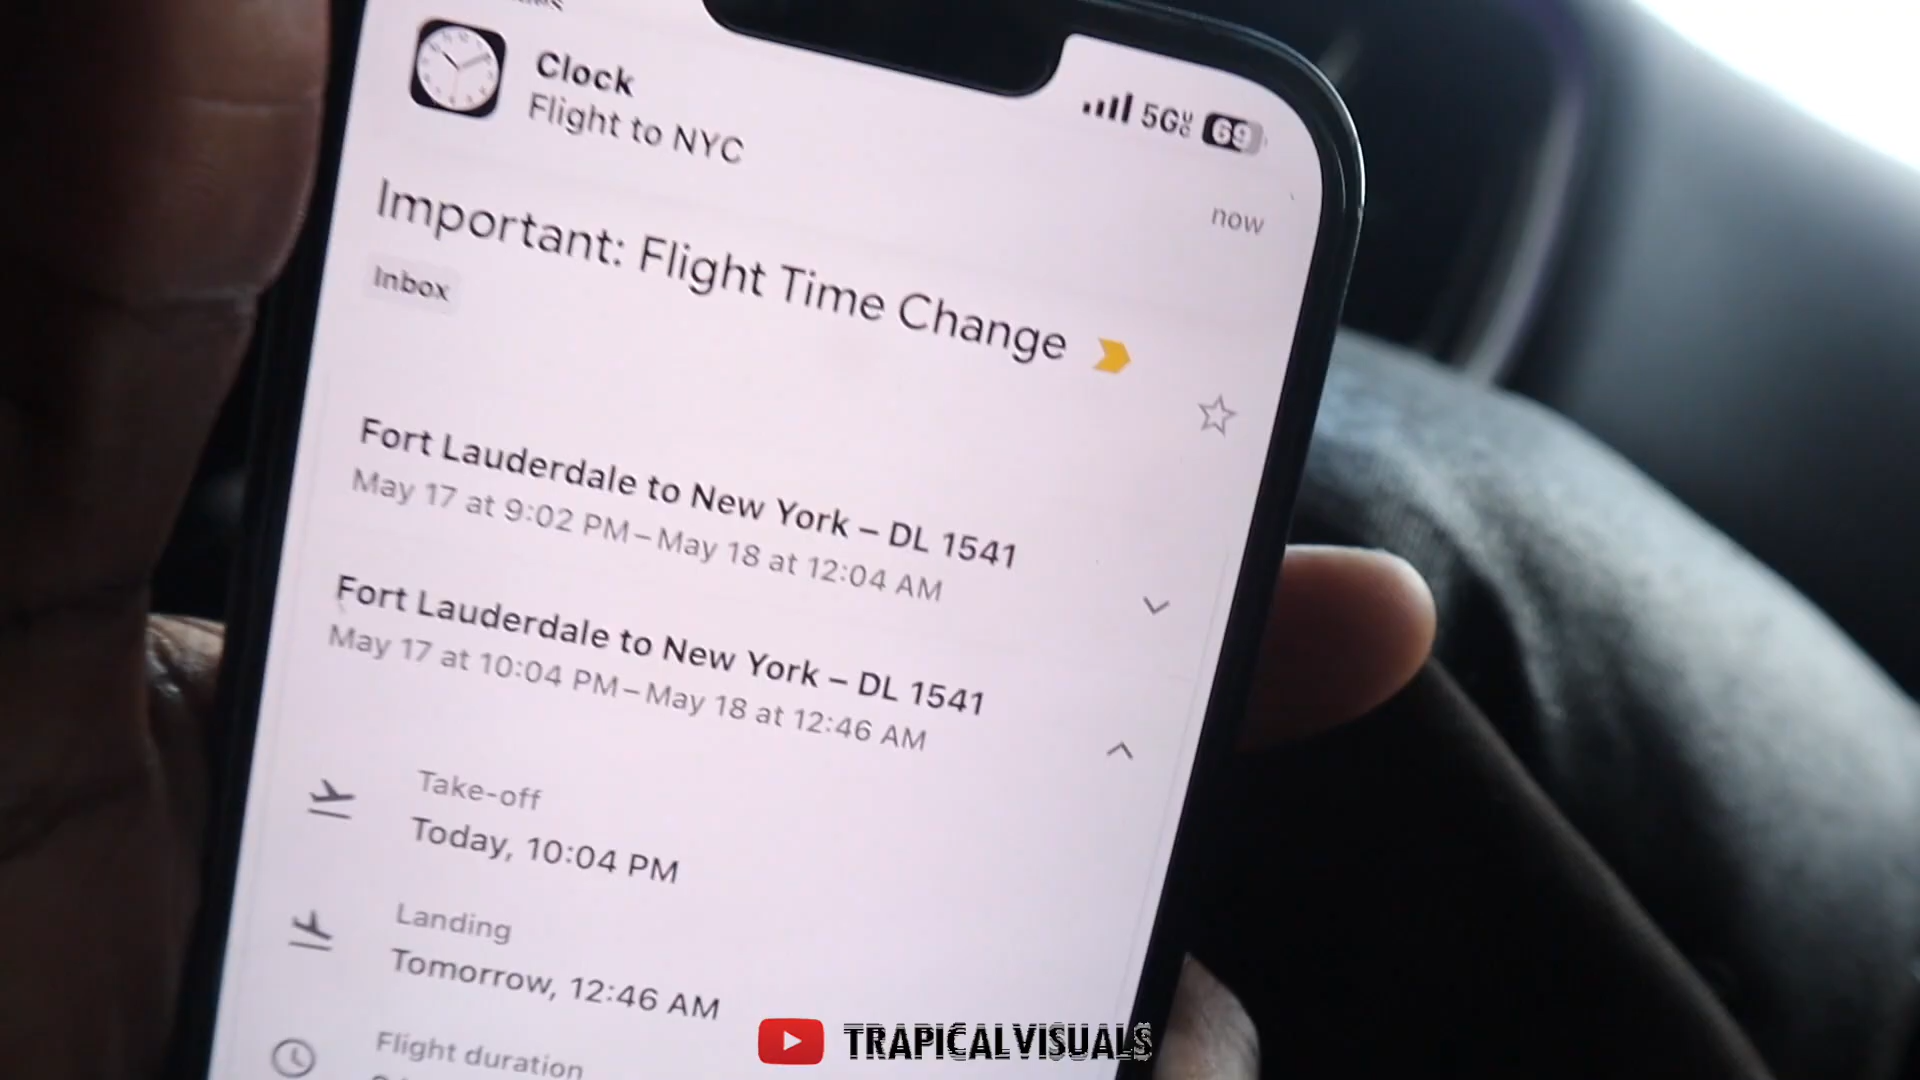 Clock
Flight to NYC
5G
69
now
Important: Flight Time Change
Inbox
Fort Lauderdale to New York – DL 1541
May 17 at 9:02 PM – May 18 at 12:04 AM
Fort Lauderdale to New York – DL 1541
May 17 at 10:04 PM – May 18 at 12:46 AM
Take-off
Today, 10:04 PM
Landing
Tomorrow, 12:46 AM
Flight duration
TRAPICALVISUALS